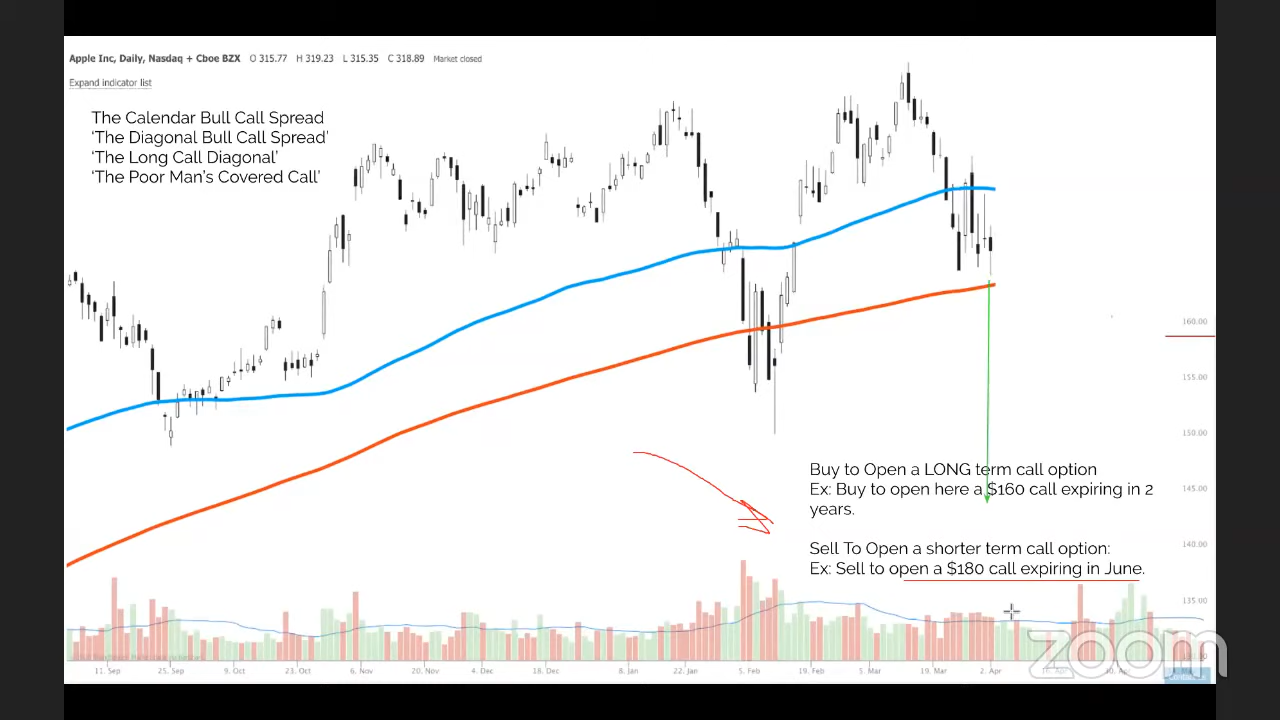 Apple Inc, Daily, Nasdaq + Cboe BZX O 315.77 H 319.23 L 315.35 C 318.89 Market closed
Expand indicator list
The Calendar Bull Call Spread
‘The Diagonal Bull Call Spread’
‘The Long Call Diagonal’
‘The Poor Man’s Covered Call’
160.00
155.00
150.00
Buy to Open a LONG term call option
Ex: Buy to open here a $160 call expiring in 2
years.
145.00
140.00
Sell To Open a shorter term call option:
Ex: Sell to open a $180 call expiring in June.
135.00
zoom
11. Sep 25. Sep 9. Oct 23. Oct 6. Nov 20. Nov 4. Dec 18. Dec 8. Jan 22. Jan 5. Feb 19. Feb 5. Mar 19. Mar 2. Apr